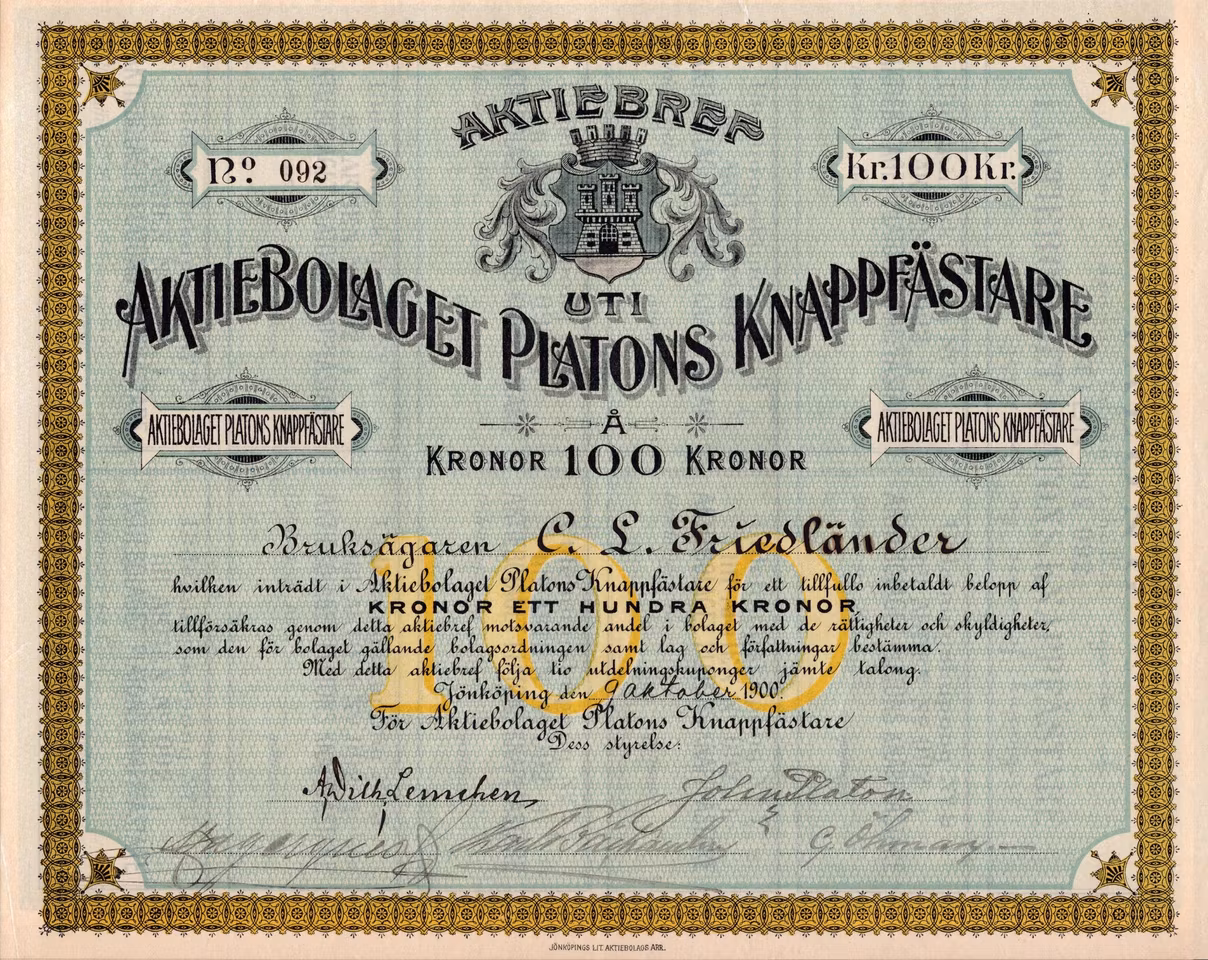 AKTIEBREF
No. 092
Kr. 100 Kr.
UTI
AKTIEBOLAGET PLATONS KNAPPFÄSTARE
AKTIEBOLAGET PLATONS KNAPPFÄSTARE
AKTIEBOLAGET PLATONS KNAPPFÄSTARE
Å
KRONOR 100 KRONOR
100
Bruksägaren C. L. Friedländer
hvilken inträdt i Aktiebolaget Platons Knappfästare för ett tillfullo inbetaldt belopp af
KRONOR ETT HUNDRA KRONOR
tillförsäkras genom detta aktiebref motsvarande andel i bolaget med de rättigheter och skyldigheter,
som den för bolaget gällande bolagsordningen samt lag och författningar bestämma.
Med detta aktiebref följa tio utdelningskuponger jämte talong.
Jönköping den 9 oktober 1900.
För Aktiebolaget Platons Knappfästare
Dess styrelse:
John Platon
JÖNKÖPINGS LIT. AKTIEBOLAGS ARR.